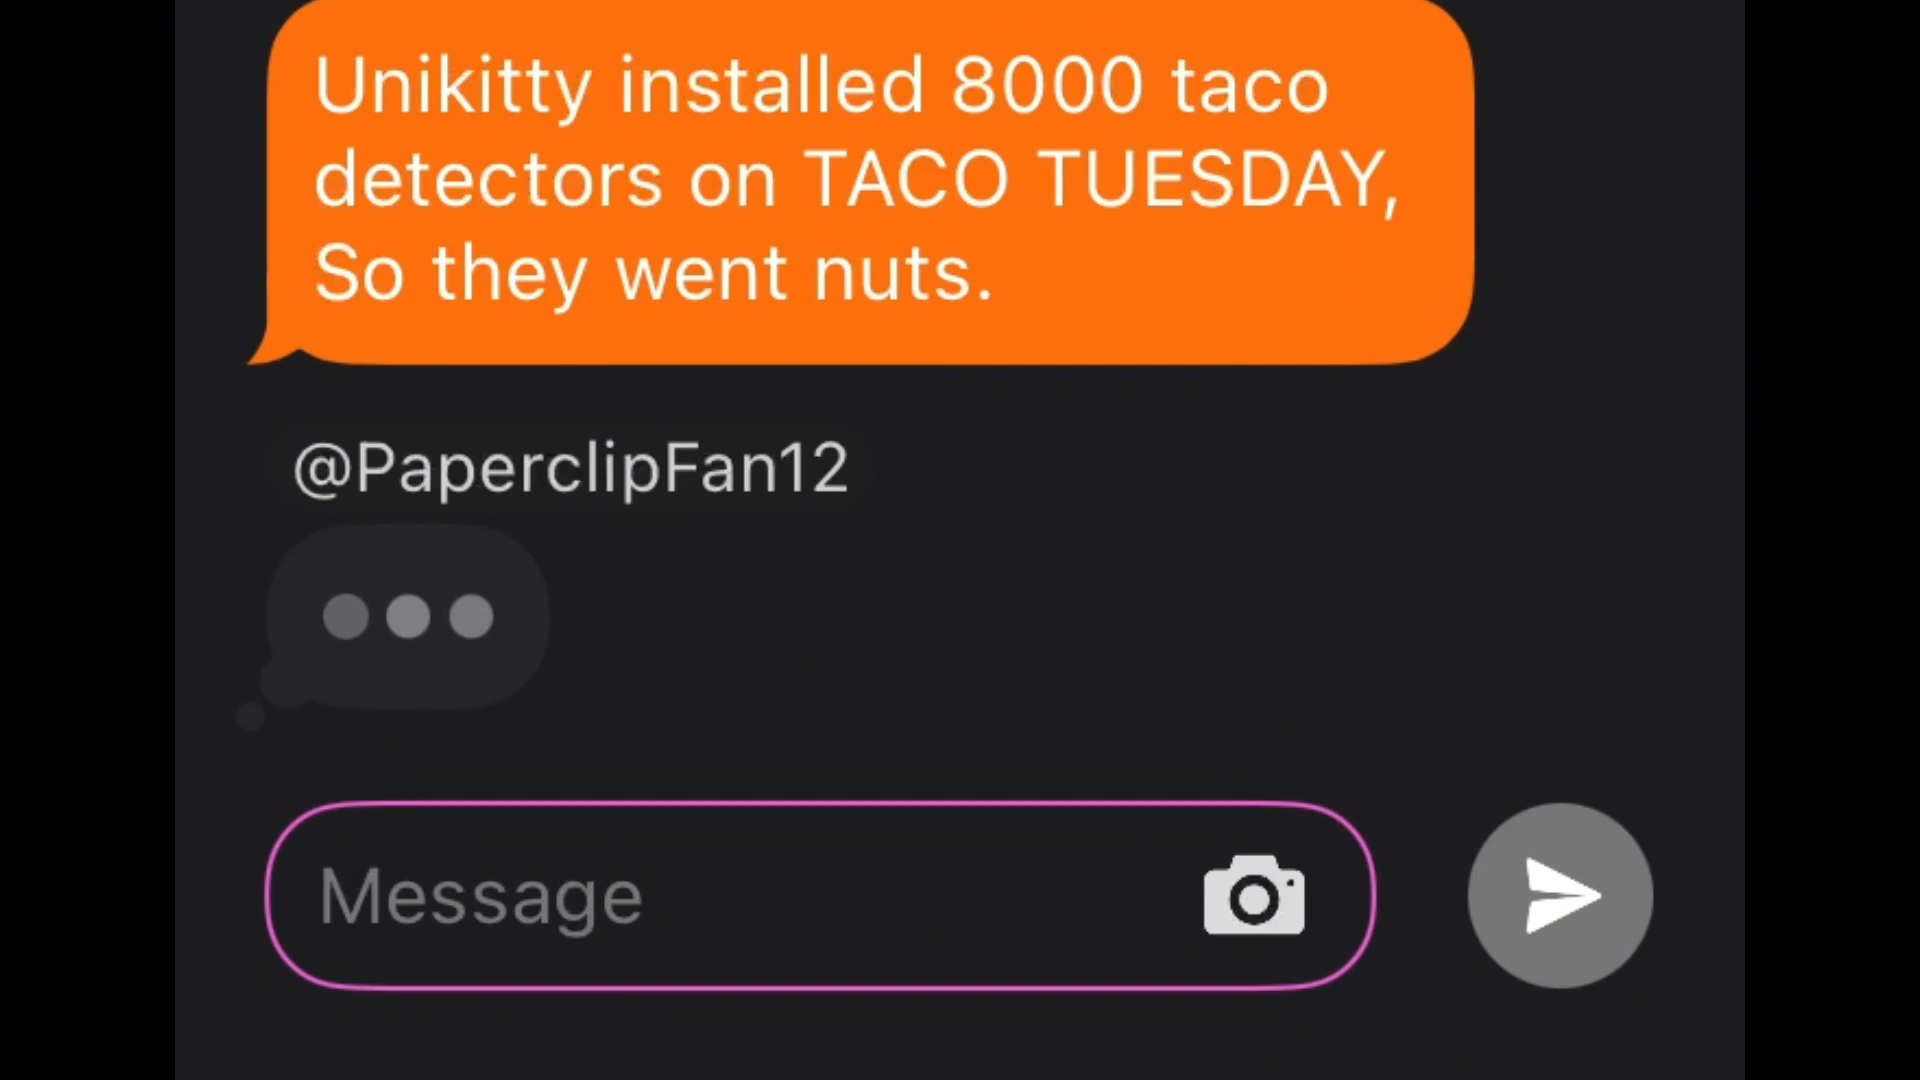 Unikitty installed 8000 taco
detectors on TACO TUESDAY,
So they went nuts.
@PaperclipFan12
Message